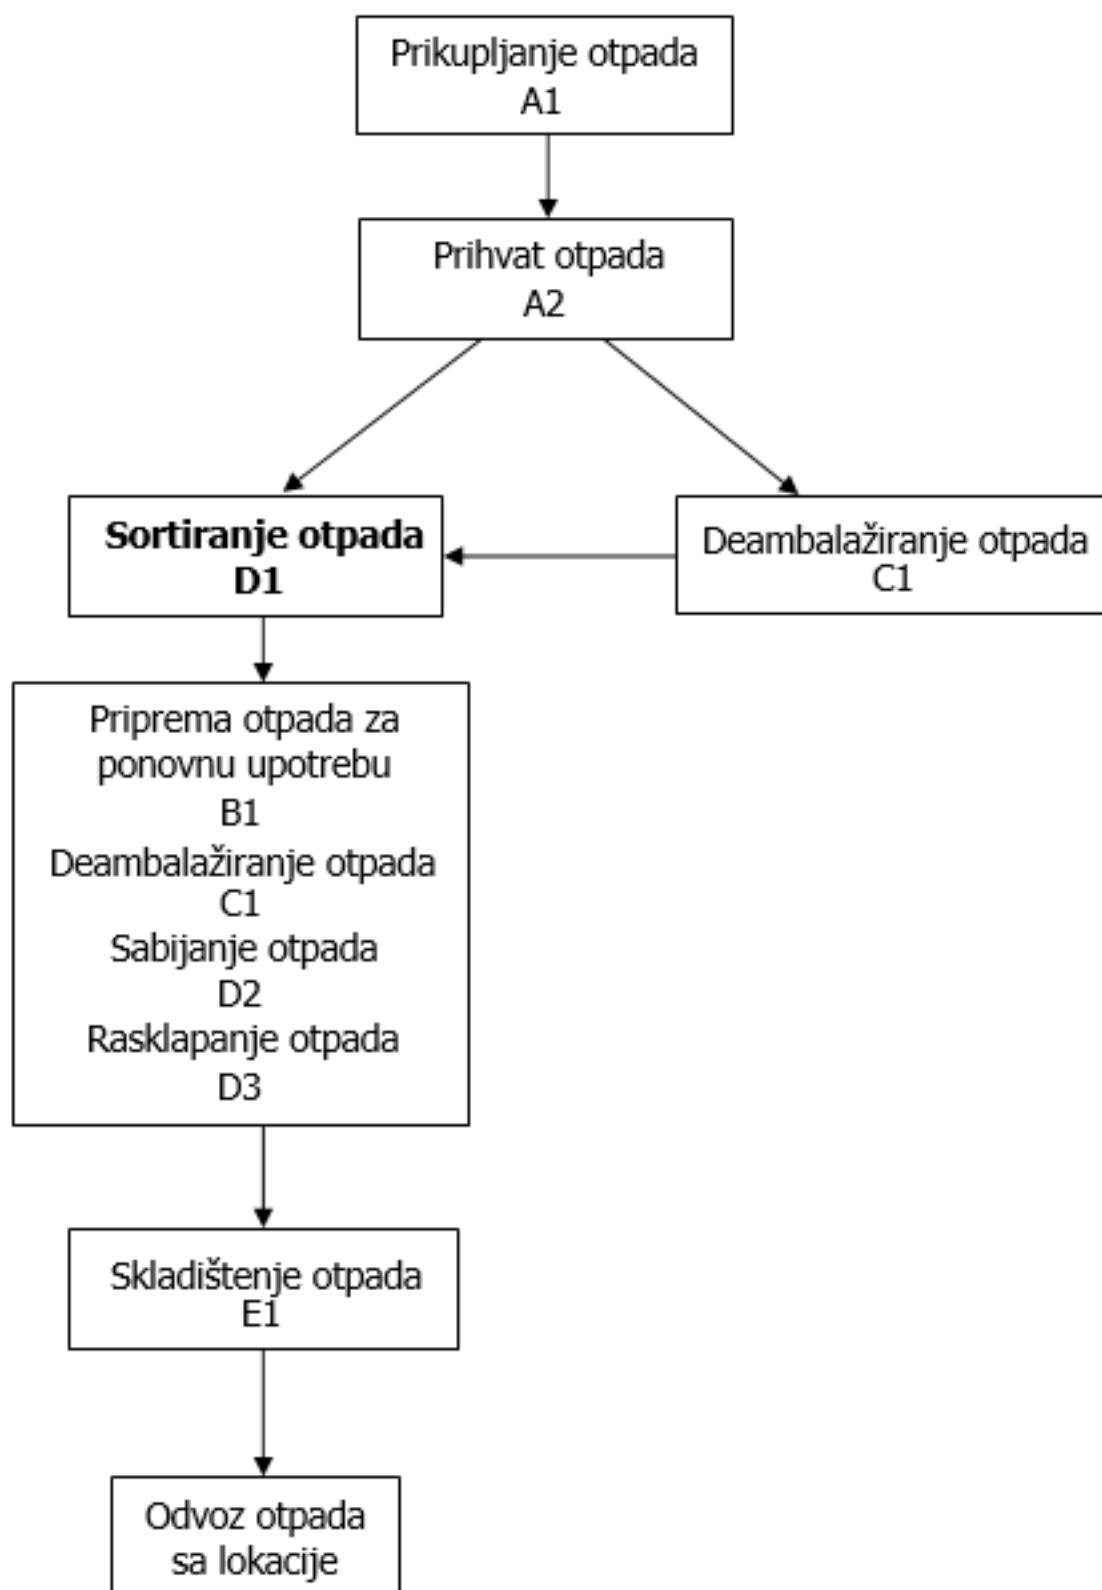 Prikupljanje otpada
A1
Prihvat otpada
A2
Sortiranje otpada
D1
Deambalažiranje otpada
C1
Priprema otpada za
ponovnu upotrebu
B1
Deambalažiranje otpada
C1
Sabijanje otpada
D2
Rasklapanje otpada
D3
Skladištenje otpada
E1
Odvoz otpada
sa lokacije